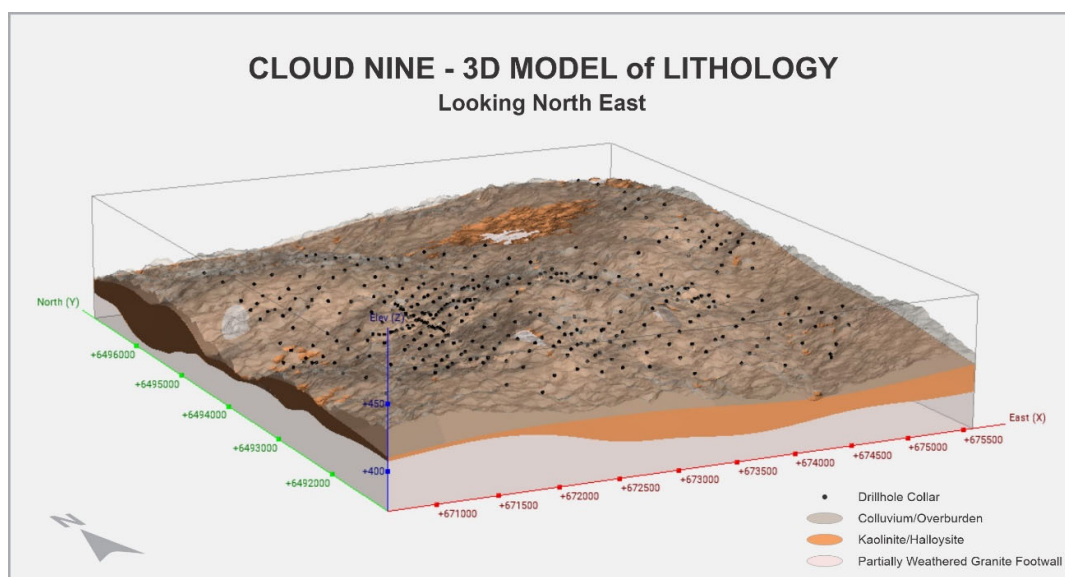 CLOUD NINE - 3D MODEL of LITHOLOGY
Looking North East
North (Y)
+6496000
+6495000
+6494000
+6493000
+6492000
Elev (Z)
+450
+400
East (X)
+671000
+671500
+672000
+672500
+673000
+673500
+674000
+674500
+675000
+675500
N
Drillhole Collar
Colluvium/Overburden
Kaolinite/Halloysite
Partially Weathered Granite Footwall